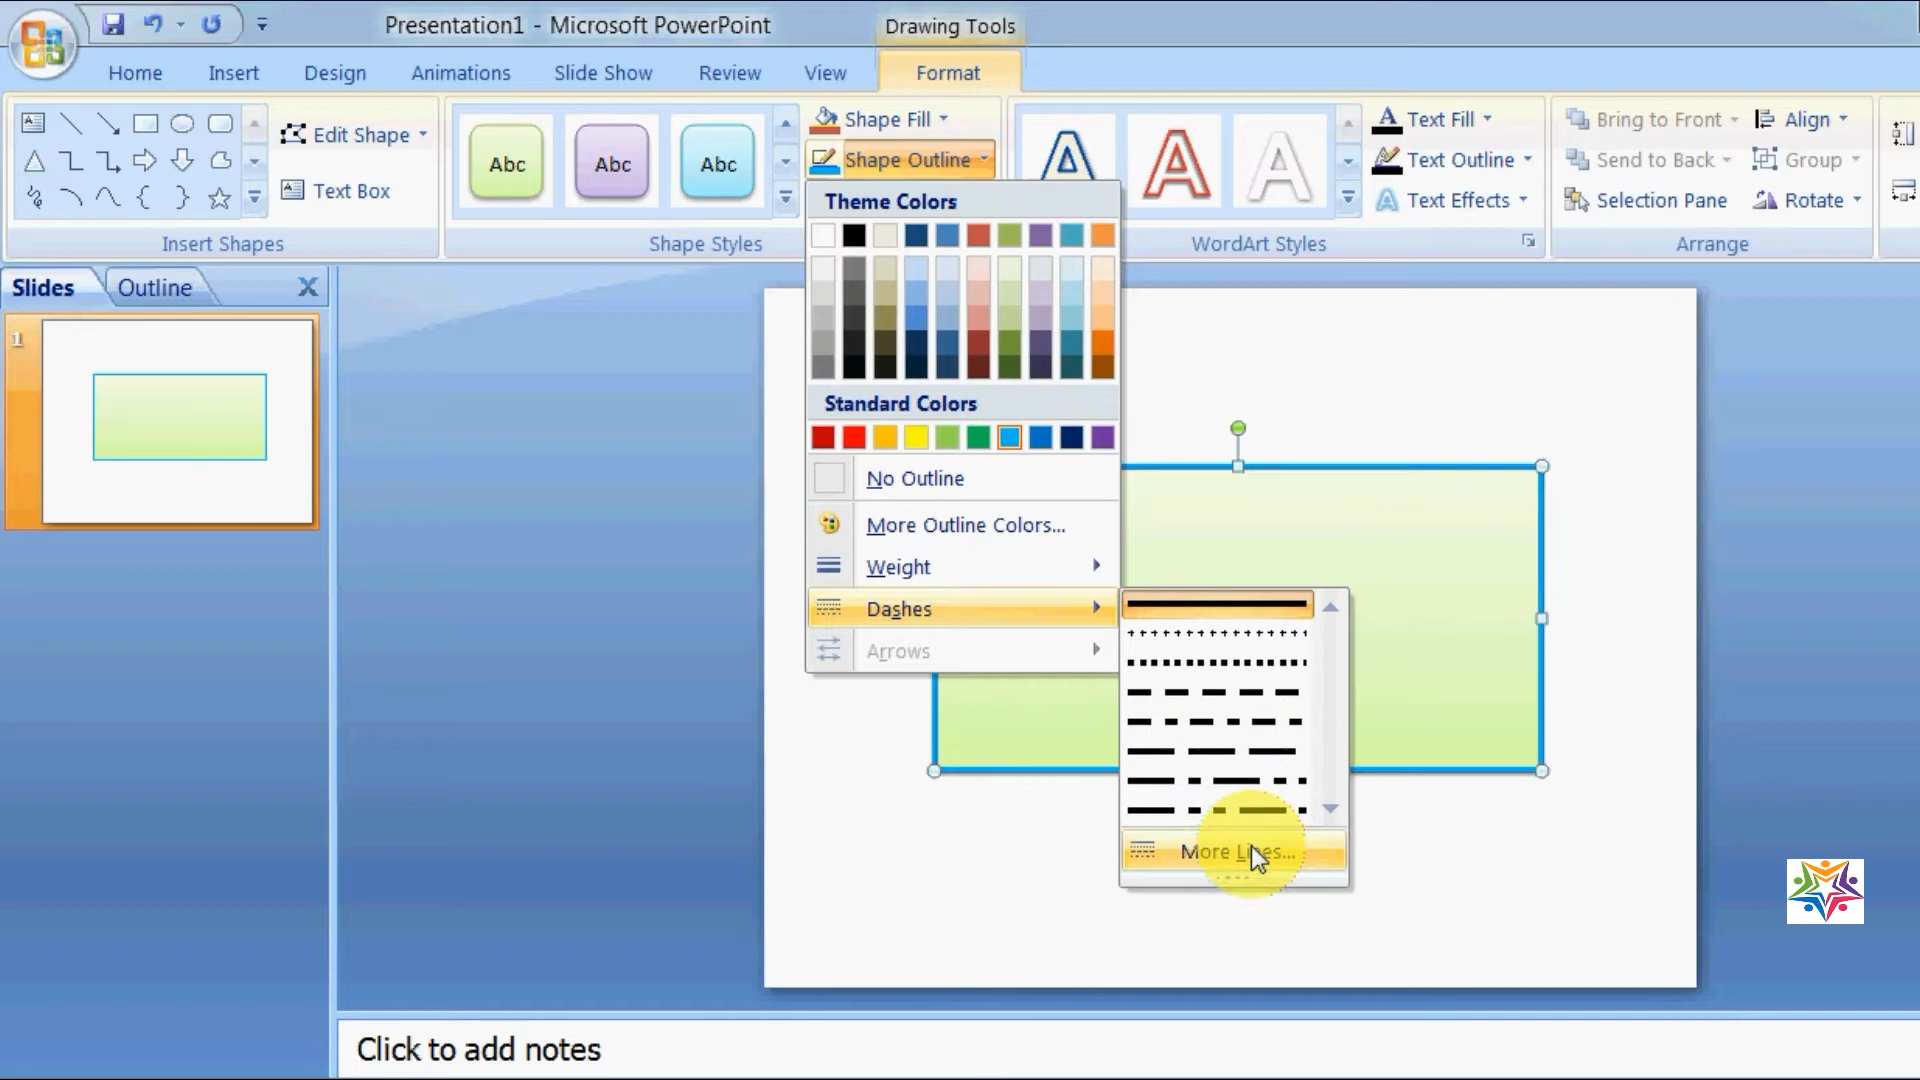 Presentation1 - Microsoft PowerPoint
Drawing Tools
Home
Insert
Design
Animations
Slide Show
Review
View
Format
Edit Shape
Text Box
Insert Shapes
Abc
Abc
Abc
Shape Styles
Shape Fill
Shape Outline
WordArt Styles
Text Fill
Text Outline
Text Effects
Bring to Front
Send to Back
Selection Pane
Align
Group
Rotate
Arrange
Slides
Outline
1
Theme Colors
Standard Colors
No Outline
More Outline Colors...
Weight
Dashes
Arrows
More Lines...
Click to add notes